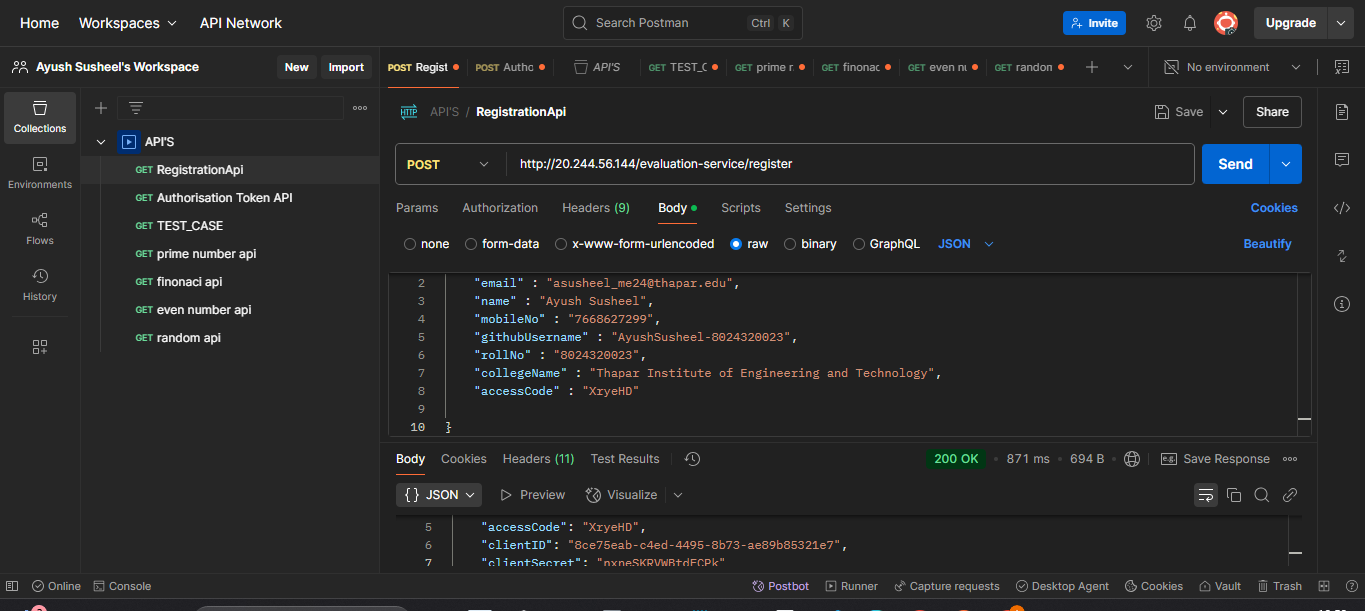 Home Workspaces API Network Search Postman Ctrl K Invite Upgrade
Ayush Susheel's Workspace New Import POST Regist POST Autho API'S GET TEST_C GET prime r. GET finonac GET even nu GET random No environment
Collections
Environments
Flows
History
API'S
GET RegistrationApi
GET Authorisation Token API
GET TEST_CASE
GET prime number api
GET finonaci api
GET even number api
GET random api
HTTP API'S / RegistrationApi Save Share
POST http://20.244.56.144/evaluation-service/register Send
Params Authorization Headers (9) Body Scripts Settings Cookies
none form-data x-www-form-urlencoded raw binary GraphQL JSON Beautify
2 "email" : "asusheel_me24@thapar.edu",
3 "name" : "Ayush Susheel",
4 "mobileNo" : "7668627299",
5 "githubUsername" : "AyushSusheel-8024320023",
6 "rollNo" : "8024320023",
7 "collegeName" : "Thapar Institute of Engineering and Technology",
8 "accessCode" : "XryeHD"
9
10 }
Body Cookies Headers (11) Test Results 200 OK 871 ms 694 B e.g. Save Response
{} JSON Preview Visualize
5 "accessCode": "XryeHD",
6 "clientID": "8ce75eab-c4ed-4495-8b73-ae89b85321e7",
7 "clientSecret":
Online Console Postbot Runner Capture requests Desktop Agent Cookies Vault Trash